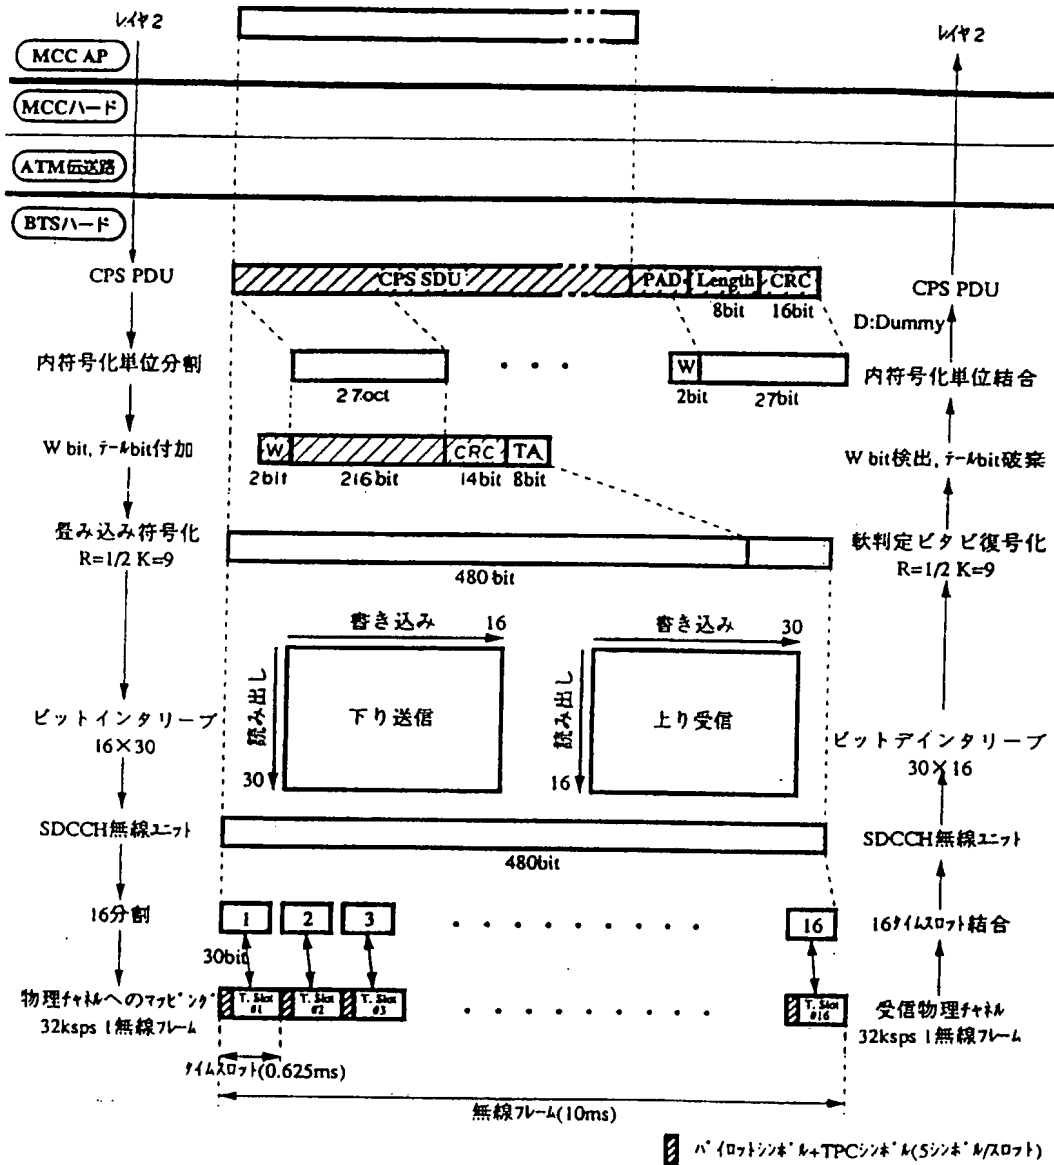 レイヤ2
レイヤ2
MCC AP
MCCハード
ATM伝送路
BTSハード
CPS PDU
CPS SDU
PAD
Length
CRC
8bit
16bit
CPS PDU
D:Dummy
内符号化単位分割
27oct
. . .
W
2bit
27bit
内符号化単位結合
W bit, テールbit付加
W
CRC
TA
2bit
216bit
14bit
8bit
W bit検出, テールbit破棄
畳み込み符号化
R=1/2 K=9
480 bit
軟判定ビタビ復号化
R=1/2 K=9
書き込み
16
書き込み
30
読み出し
下り送信
30
読み出し
上り受信
16
ビットインタリーブ
16×30
ビットデインタリーブ
30×16
SDCCH無線ユニット
480bit
SDCCH無線ユニット
16分割
1
2
3
. . . . . . . . .
16
16タイムスロット結合
30bit
物理チャネルへのマッピング
32ksps 1無線フレーム
T. Slot #1
T. Slot #2
T. Slot #3
. . . . . . . . .
T. Slot #16
受信物理チャネル
32ksps 1無線フレーム
タイムスロット(0.625ms)
無線フレーム(10ms)
パイロットシンボル+TPCシンボル(5シンボル/スロット)